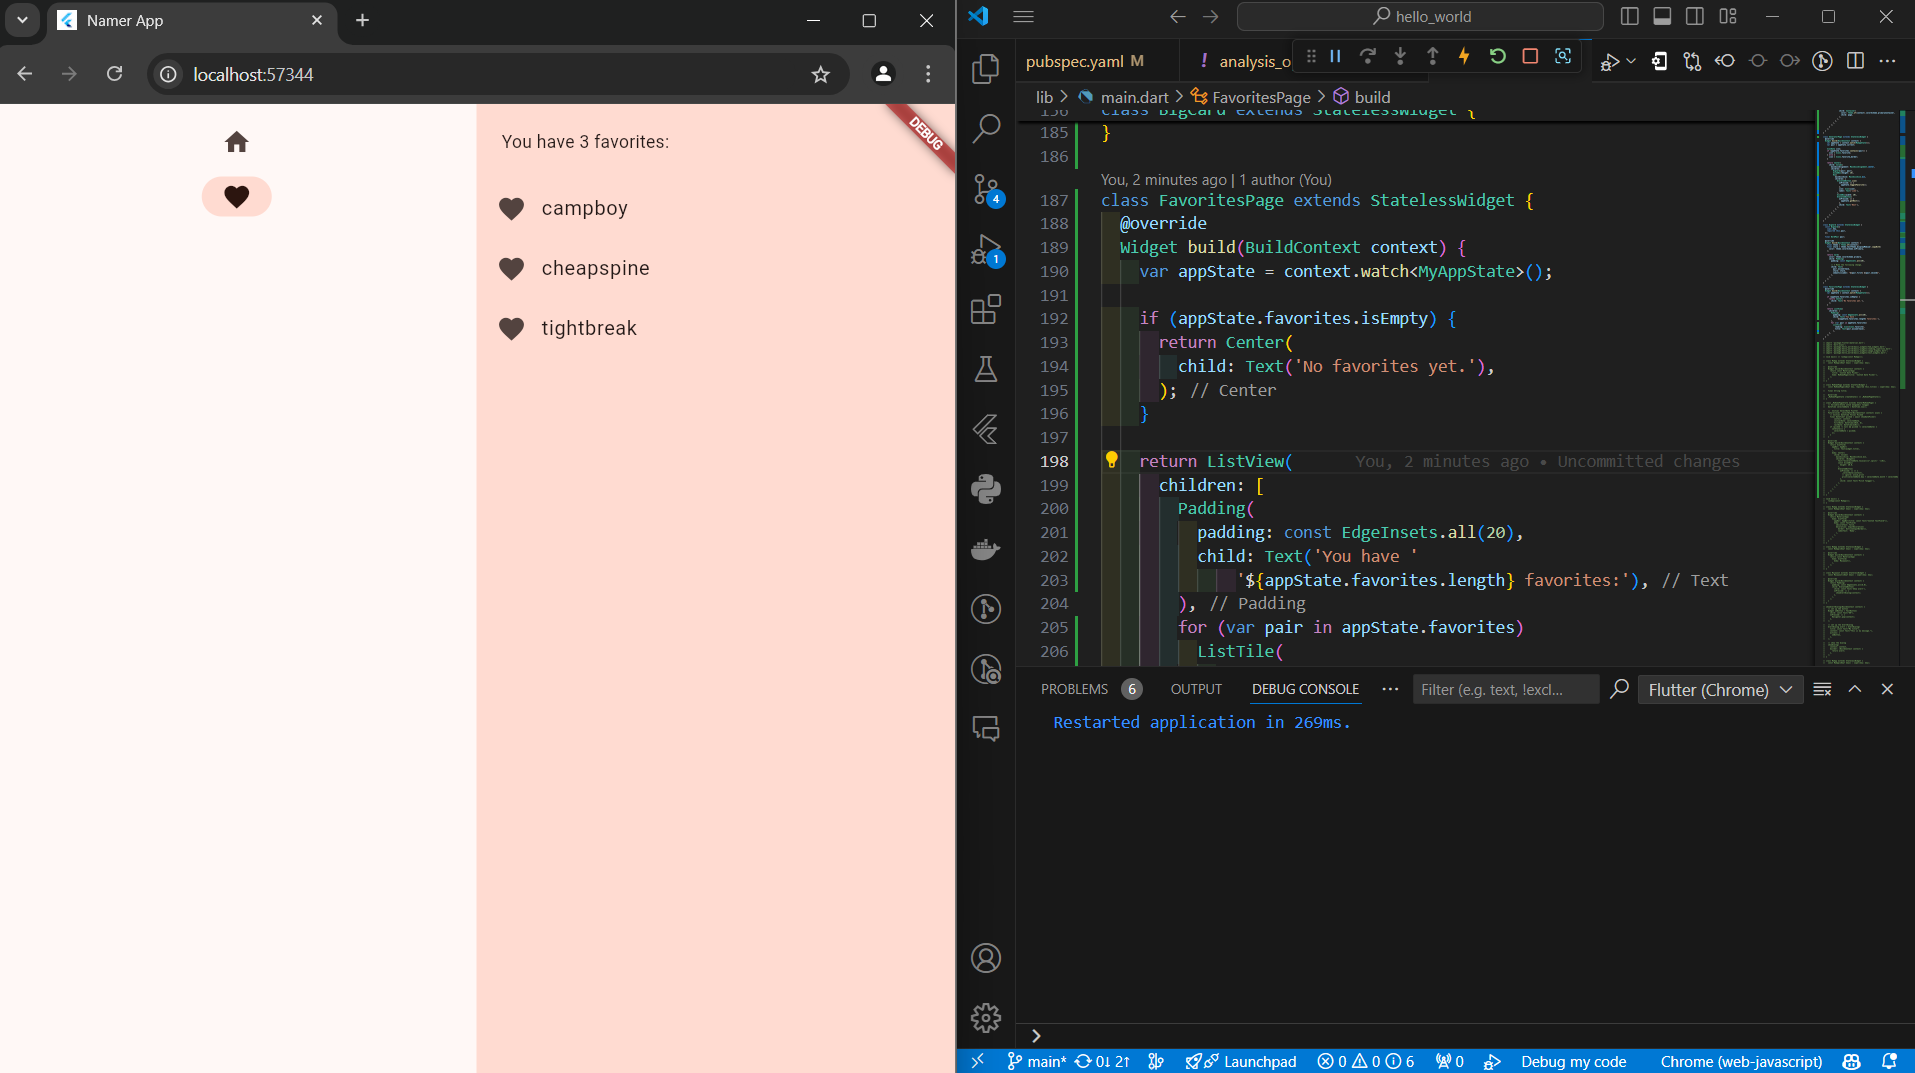 Namer App
localhost:57344
You have 3 favorites:
DEBUG
campboy
cheapspine
tightbreak
hello_world
pubspec.yaml M
! analysis_o
lib > main.dart > FavoritesPage > build
156 class BigCard extends StatelessWidget {
185 }
186
You, 2 minutes ago | 1 author (You)
187 class FavoritesPage extends StatelessWidget {
188 @override
189 Widget build(BuildContext context) {
190 var appState = context.watch<MyAppState>();
191
192 if (appState.favorites.isEmpty) {
193 return Center(
194 child: Text('No favorites yet.'),
195 ); // Center
196 }
197
198 return ListView( You, 2 minutes ago • Uncommitted changes
199 children: [
200 Padding(
201 padding: const EdgeInsets.all(20),
202 child: Text('You have '
203 '${appState.favorites.length} favorites:'), // Text
204 ), // Padding
205 for (var pair in appState.favorites)
206 ListTile(
4
1
PROBLEMS 6 OUTPUT DEBUG CONSOLE ··· Filter (e.g. text, !excl... Flutter (Chrome)
Restarted application in 269ms.
main* 0↓ 2↑ Launchpad 0 0 6 0 Debug my code Chrome (web-javascript)